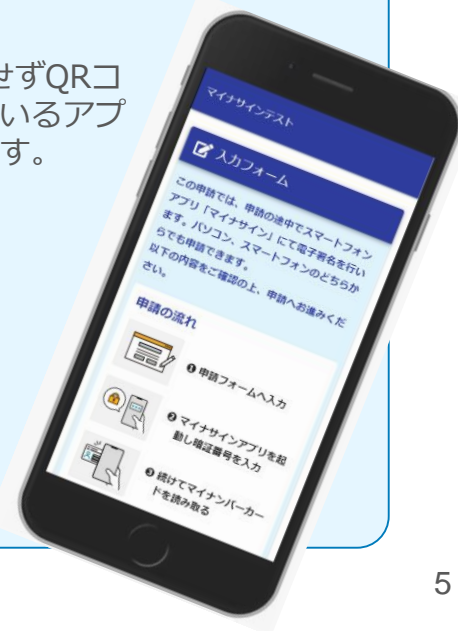 せずQRコ
いるアプ
す。
マイナサインテスト
入力フォーム
この申請では、申請の途中でスマートフォン
アプリ「マイナサイン」にて電子署名を行い
ます。パソコン、スマートフォンのどちらか
らでも申請できます。
以下の内容をご確認の上、申請へお進みくだ
さい。
申請の流れ
❶ 申請フォームへ入力
❷ マイナサインアプリを起
動し暗証番号を入力
❸ 続けてマイナンバーカー
ドを読み取る
5